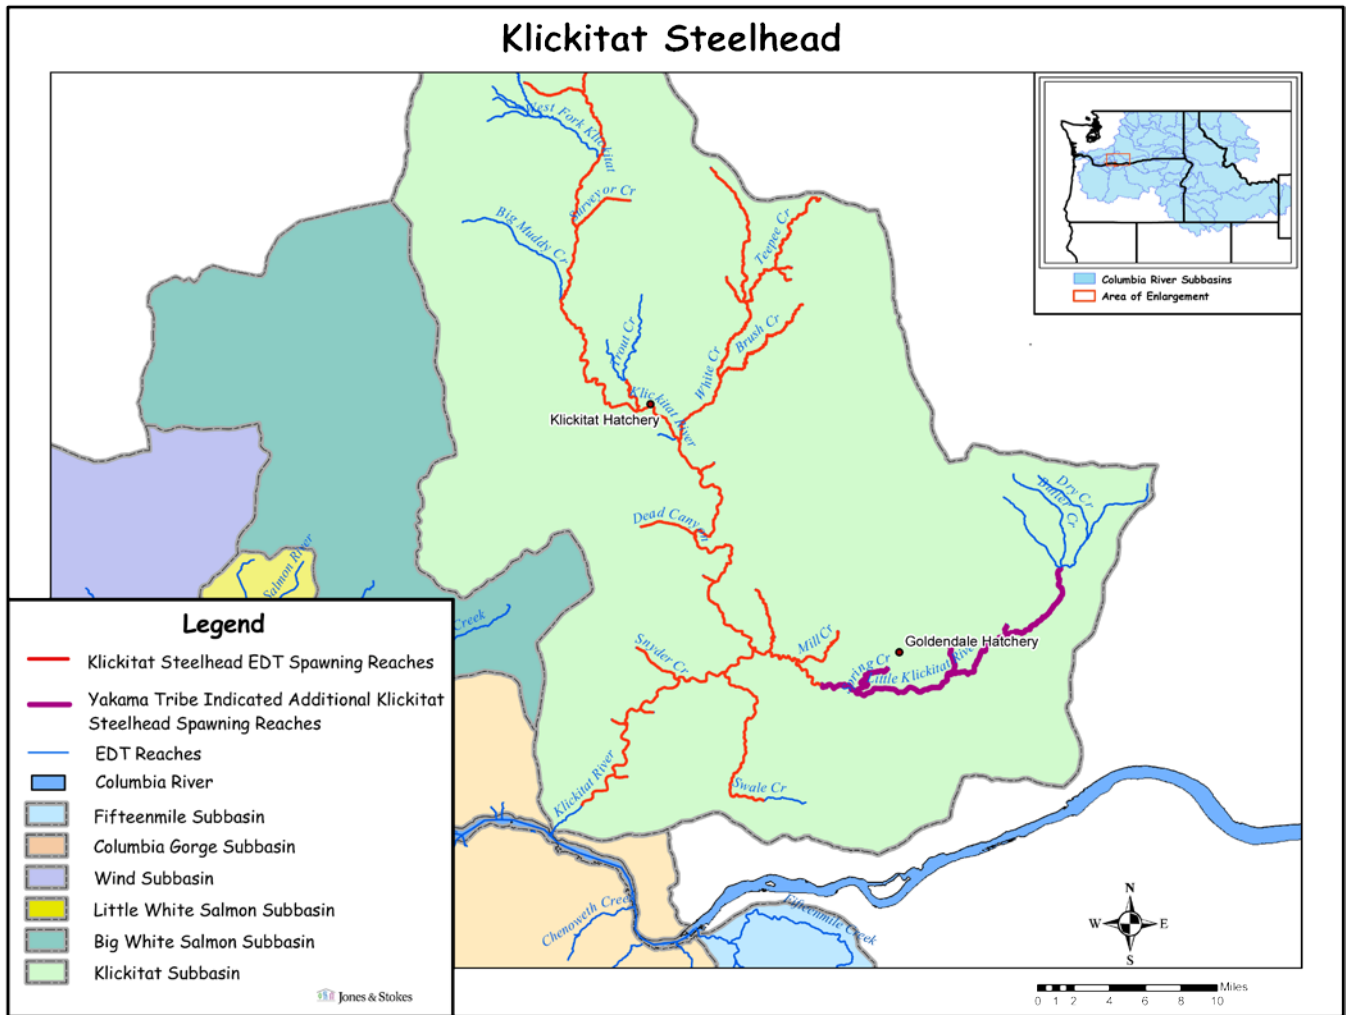 Klickitat Steelhead
West Fork Klickitat
Surveyor Cr
Big Muddy Cr
Teepee Cr
Trout Cr
Brush Cr
White Cr
Klickitat River
Klickitat Hatchery
Dead Canyon
Dry Cr
Butler Cr
Salmon River
Creek
Snyder Cr
Mill Cr
Goldendale Hatchery
Spring Cr
Little Klickitat River
Klickitat River
Swale Cr
Chenoweth Creek
Fifteenmile Creek
Columbia River Subbasins
Area of Enlargement
Legend
Klickitat Steelhead EDT Spawning Reaches
Yakama Tribe Indicated Additional Klickitat
Steelhead Spawning Reaches
EDT Reaches
Columbia River
Fifteenmile Subbasin
Columbia Gorge Subbasin
Wind Subbasin
Little White Salmon Subbasin
Big White Salmon Subbasin
Klickitat Subbasin
Jones & Stokes
N
W E
S
Miles
0 1 2 4 6 8 10